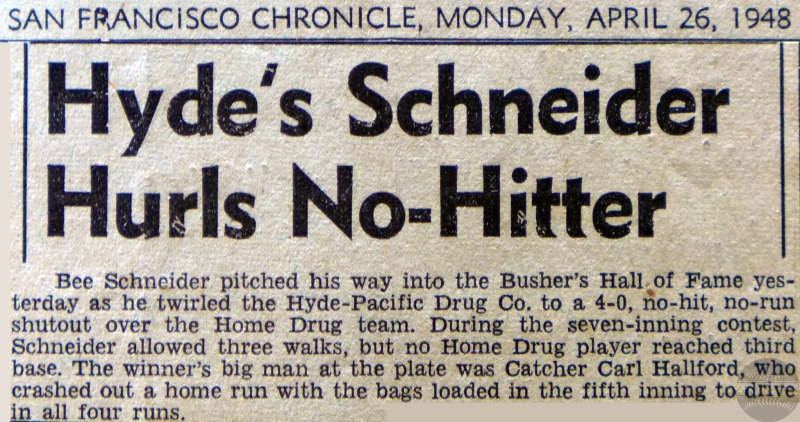 SAN FRANCISCO CHRONICLE, MONDAY, APRIL 26, 1948
Hyde's Schneider
Hurls No-Hitter
Bee Schneider pitched his way into the Busher's Hall of Fame yes-
terday as he twirled the Hyde-Pacific Drug Co. to a 4-0, no-hit, no-run
shutout over the Home Drug team. During the seven-inning contest,
Schneider allowed three walks, but no Home Drug player reached third
base. The winner's big man at the plate was Catcher Carl Hallford, who
crashed out a home run with the bags loaded in the fifth inning to drive
in all four runs.